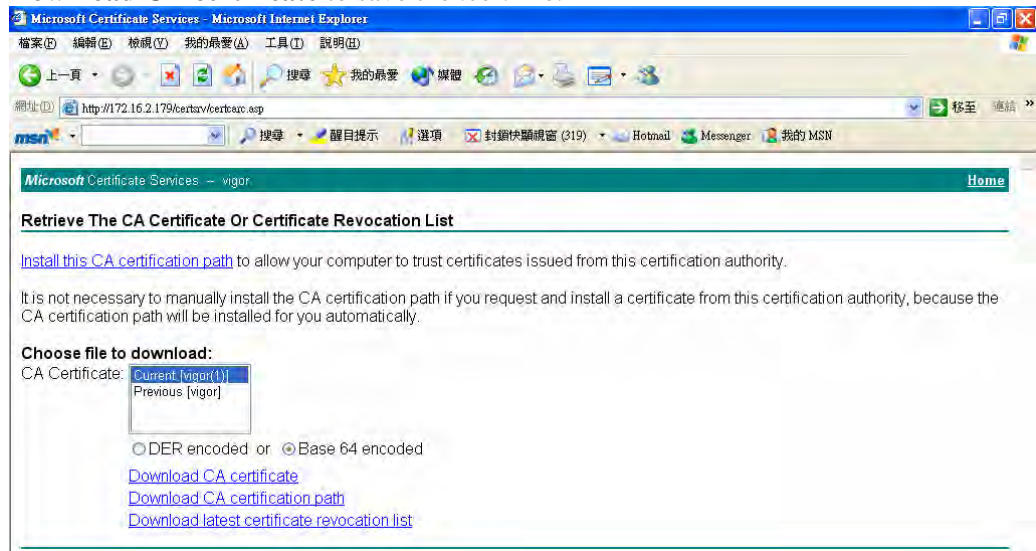 Microsoft Certificate Services - Microsoft Internet Explorer
檔案(F) 編輯(E) 檢視(V) 我的最愛(A) 工具(T) 說明(H)
上一頁 搜尋 我的最愛 媒體
網址(D) http://172.16.2.179/certsrv/certcarc.asp 移至 連結 »
msn 搜尋 醒目提示 選項 封鎖快顯視窗 (319) Hotmail Messenger 我的 MSN
Microsoft Certificate Services -- vigor Home
Retrieve The CA Certificate Or Certificate Revocation List
Install this CA certification path to allow your computer to trust certificates issued from this certification authority.
It is not necessary to manually install the CA certification path if you request and install a certificate from this certification authority, because the
CA certification path will be installed for you automatically.
Choose file to download:
CA Certificate: Current [vigor(1)]
Previous [vigor]
DER encoded or Base 64 encoded
Download CA certificate
Download CA certification path
Download latest certificate revocation list